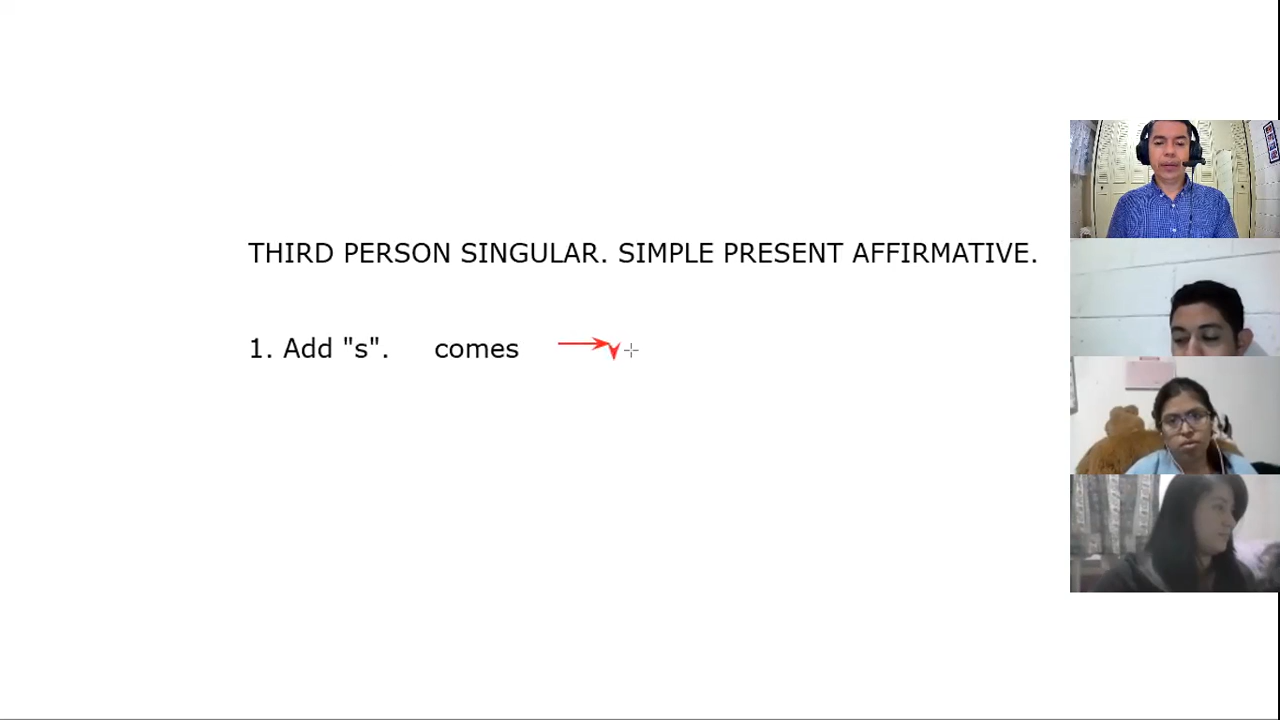 THIRD PERSON SINGULAR. SIMPLE PRESENT AFFIRMATIVE.
1. Add "s". comes